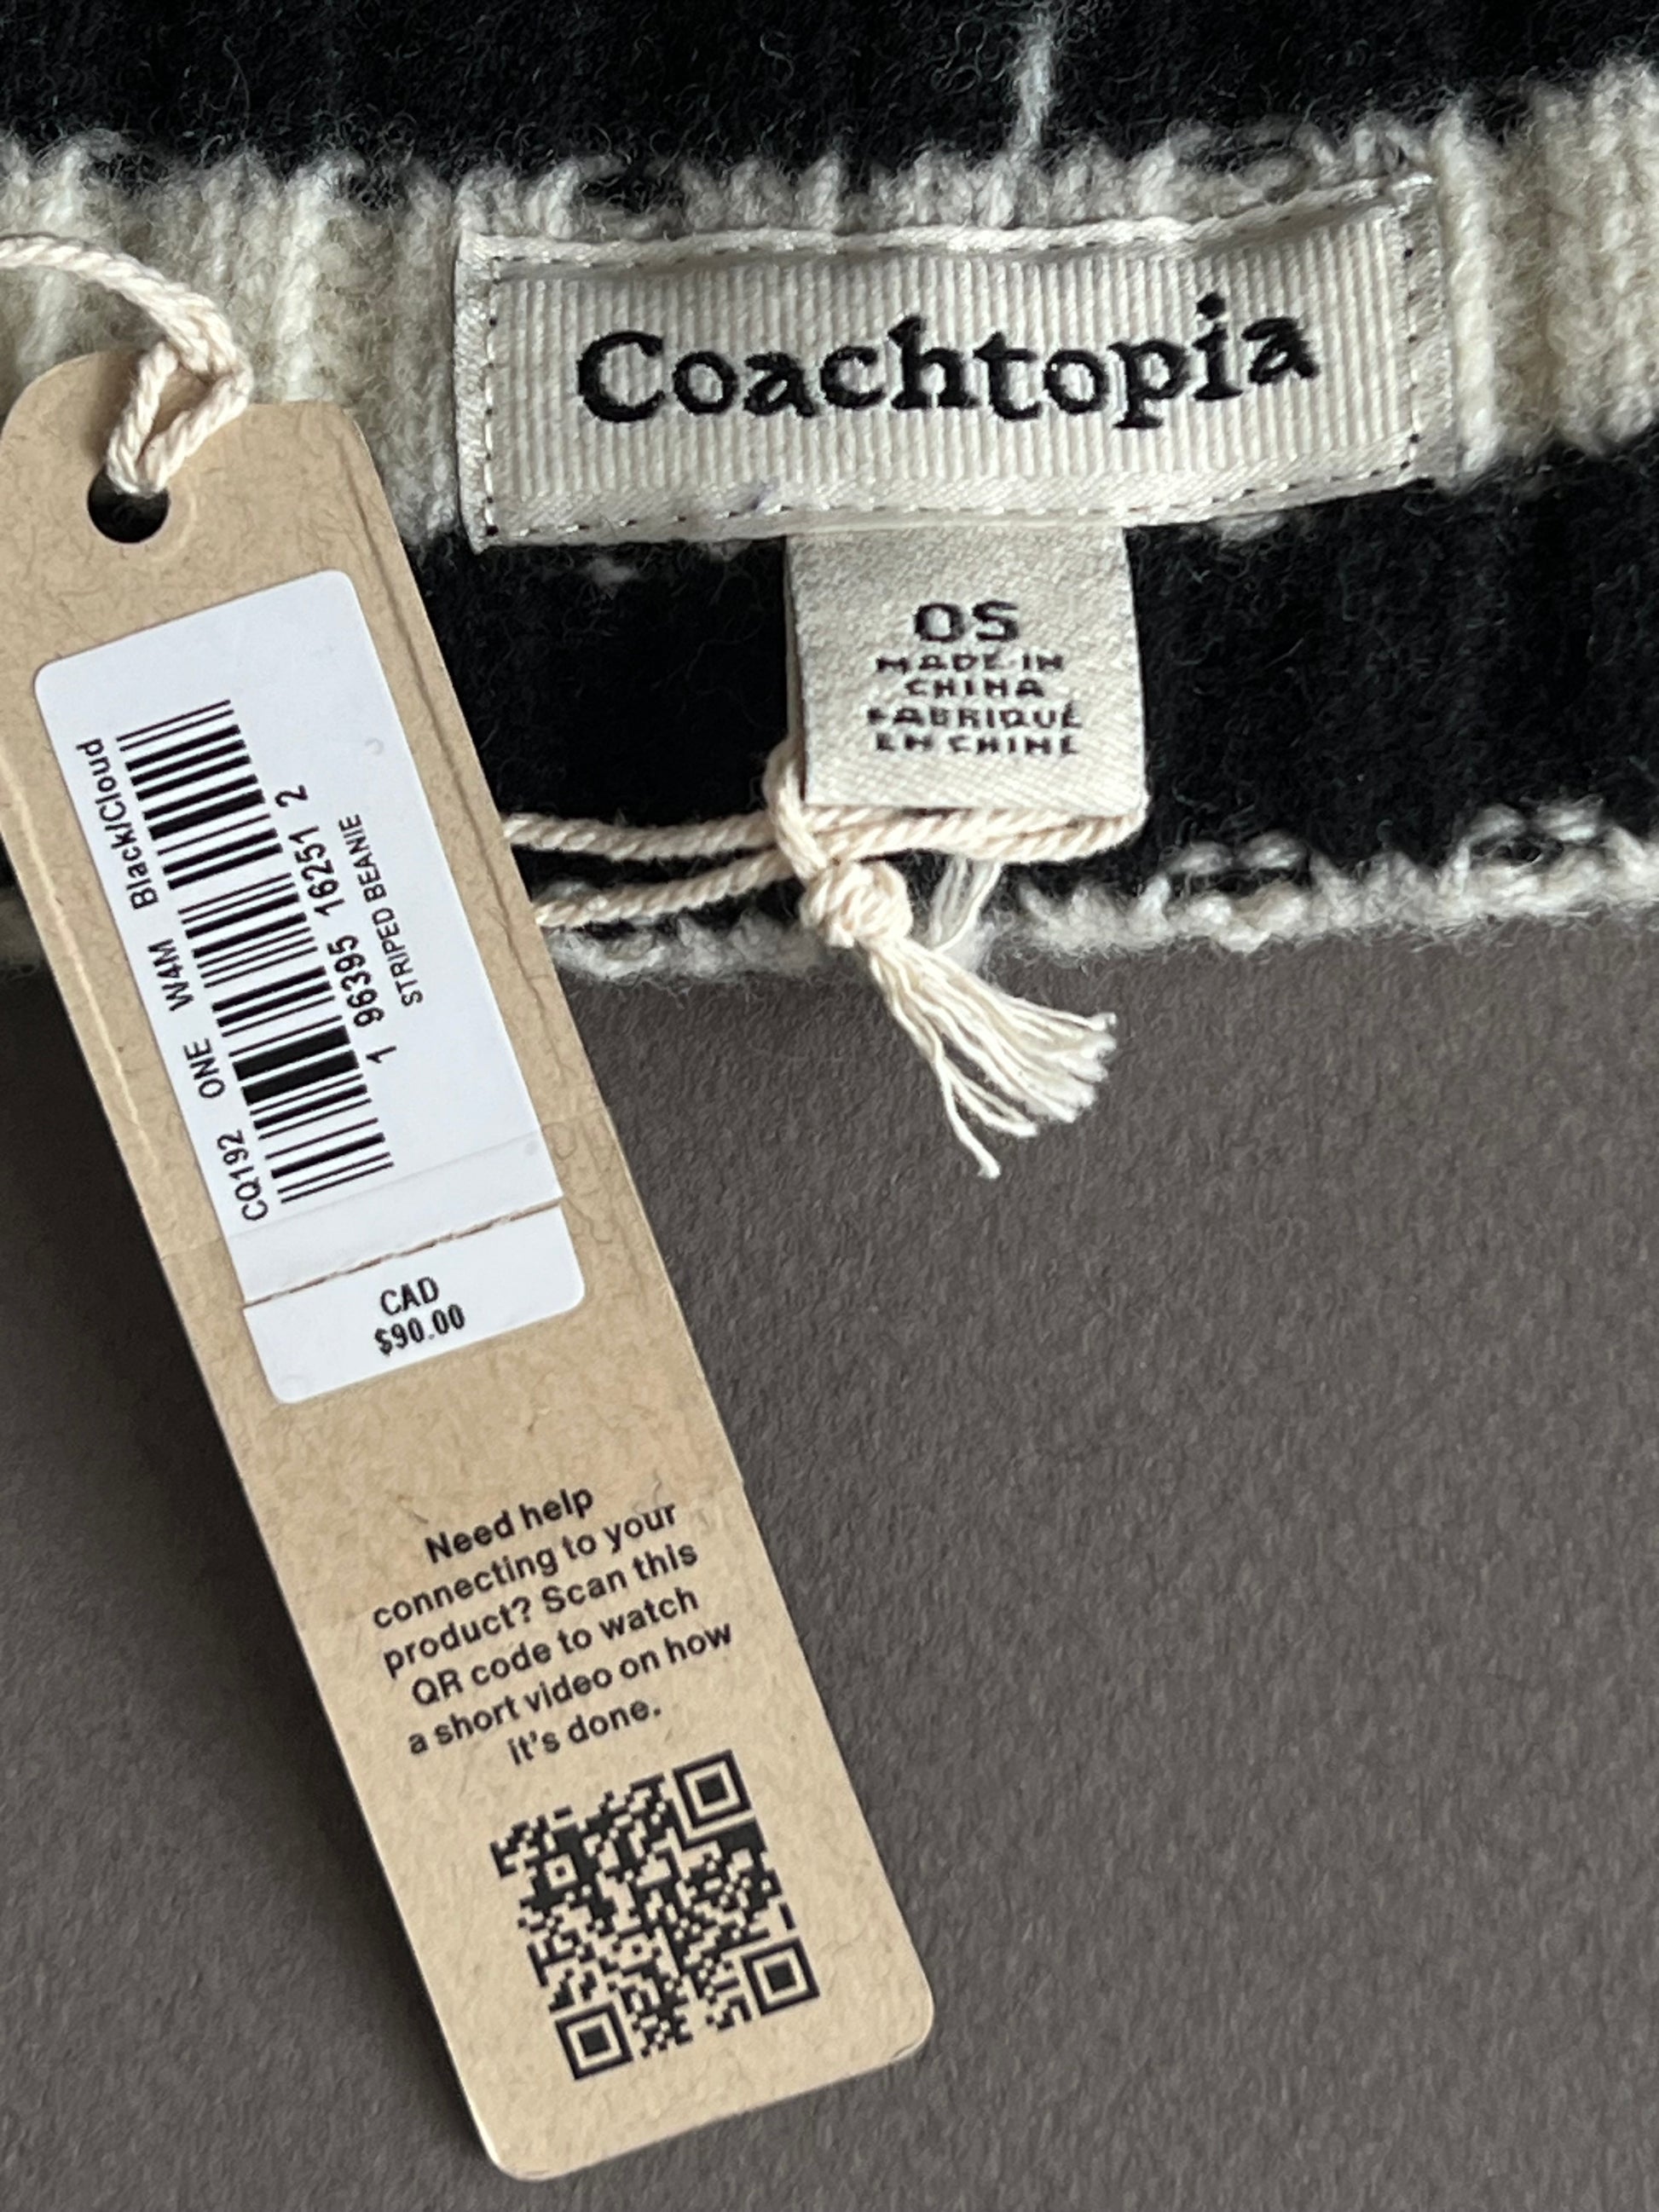 Coachtopia
OS
MADE IN
CHINA
FABRIQUÉ
EN CHINE
CQ192 ONE W4M Black/Cloud
1 96395 16251 2
STRIPED BEANIE
CAD
$90.00
Need help
connecting to your
product? Scan this
QR code to watch
a short video on how
it's done.